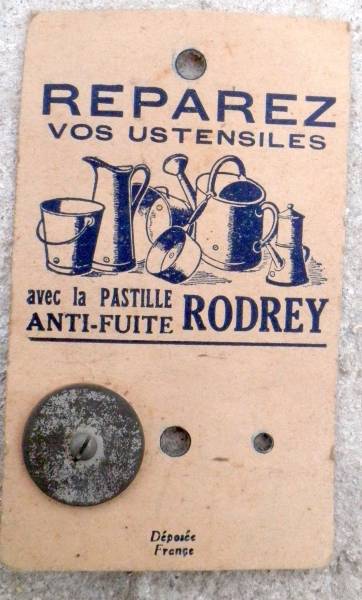 REPAREZ
VOS USTENSILES
avec la PASTILLE
ANTI-FUITE RODREY
Déposée
France